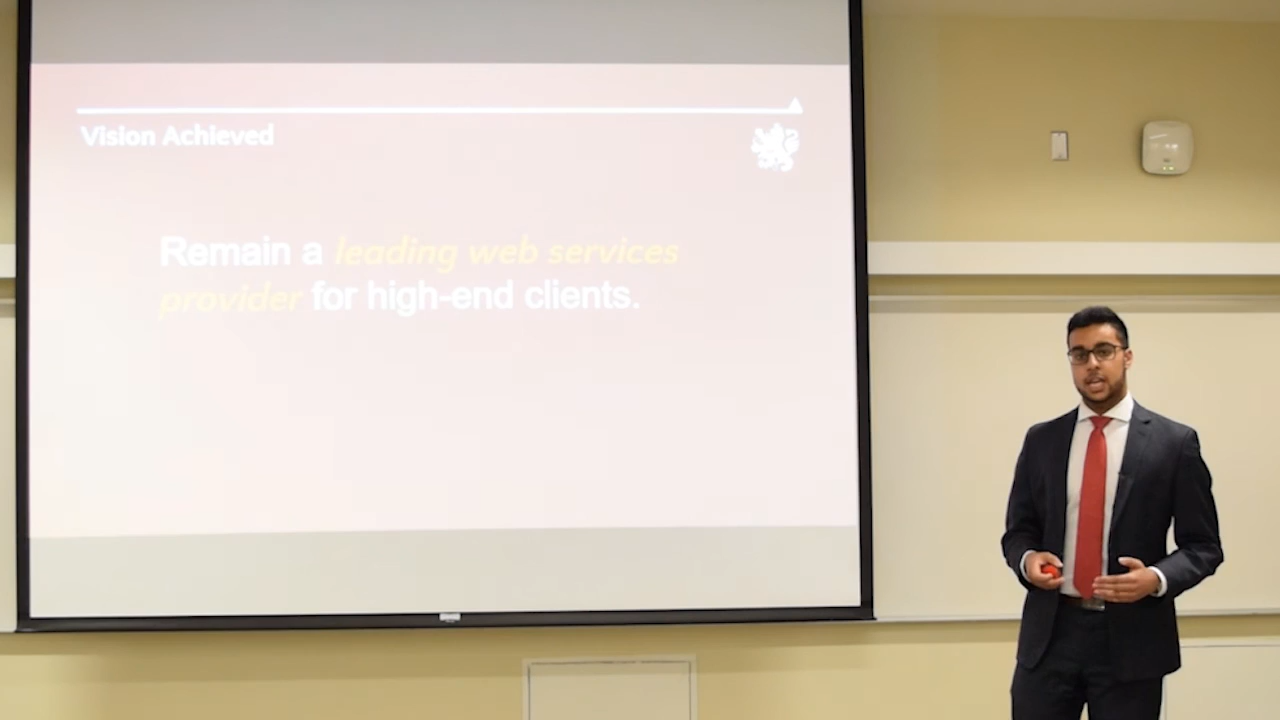 Vision Achieved
Remain a leading web services
provider for high-end clients.